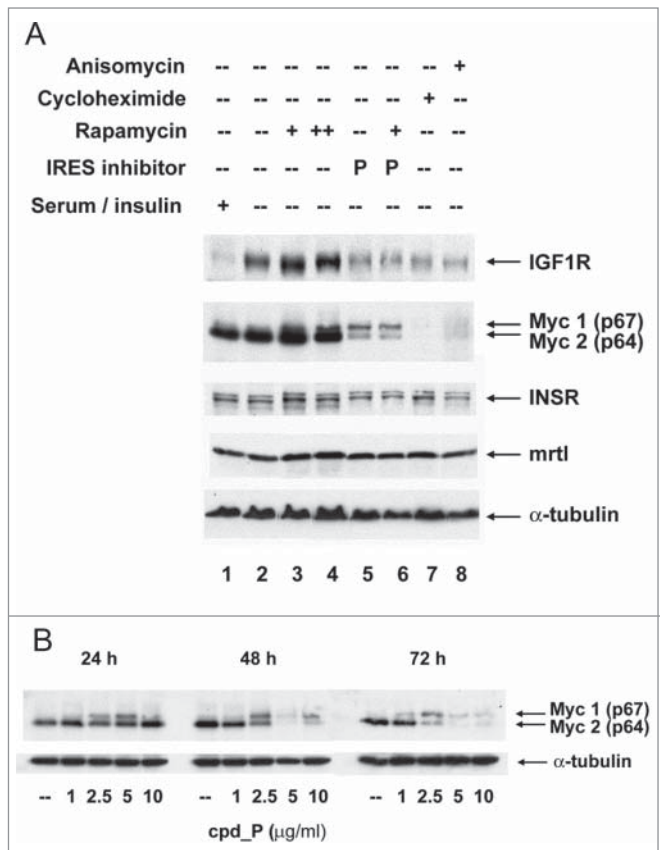 A
Anisomycin -- -- -- -- -- -- -- +
Cycloheximide -- -- -- -- -- -- + --
Rapamycin -- -- + ++ -- + -- --
IRES inhibitor -- -- -- -- P P -- --
Serum / insulin + -- -- -- -- -- -- --
IGF1R
Myc 1 (p67)
Myc 2 (p64)
INSR
mrtl
α-tubulin
1 2 3 4 5 6 7 8
B
24 h 48 h 72 h
Myc 1 (p67)
Myc 2 (p64)
α-tubulin
-- 1 2.5 5 10 -- 1 2.5 5 10 -- 1 2.5 5 10
cpd_P (μg/ml)